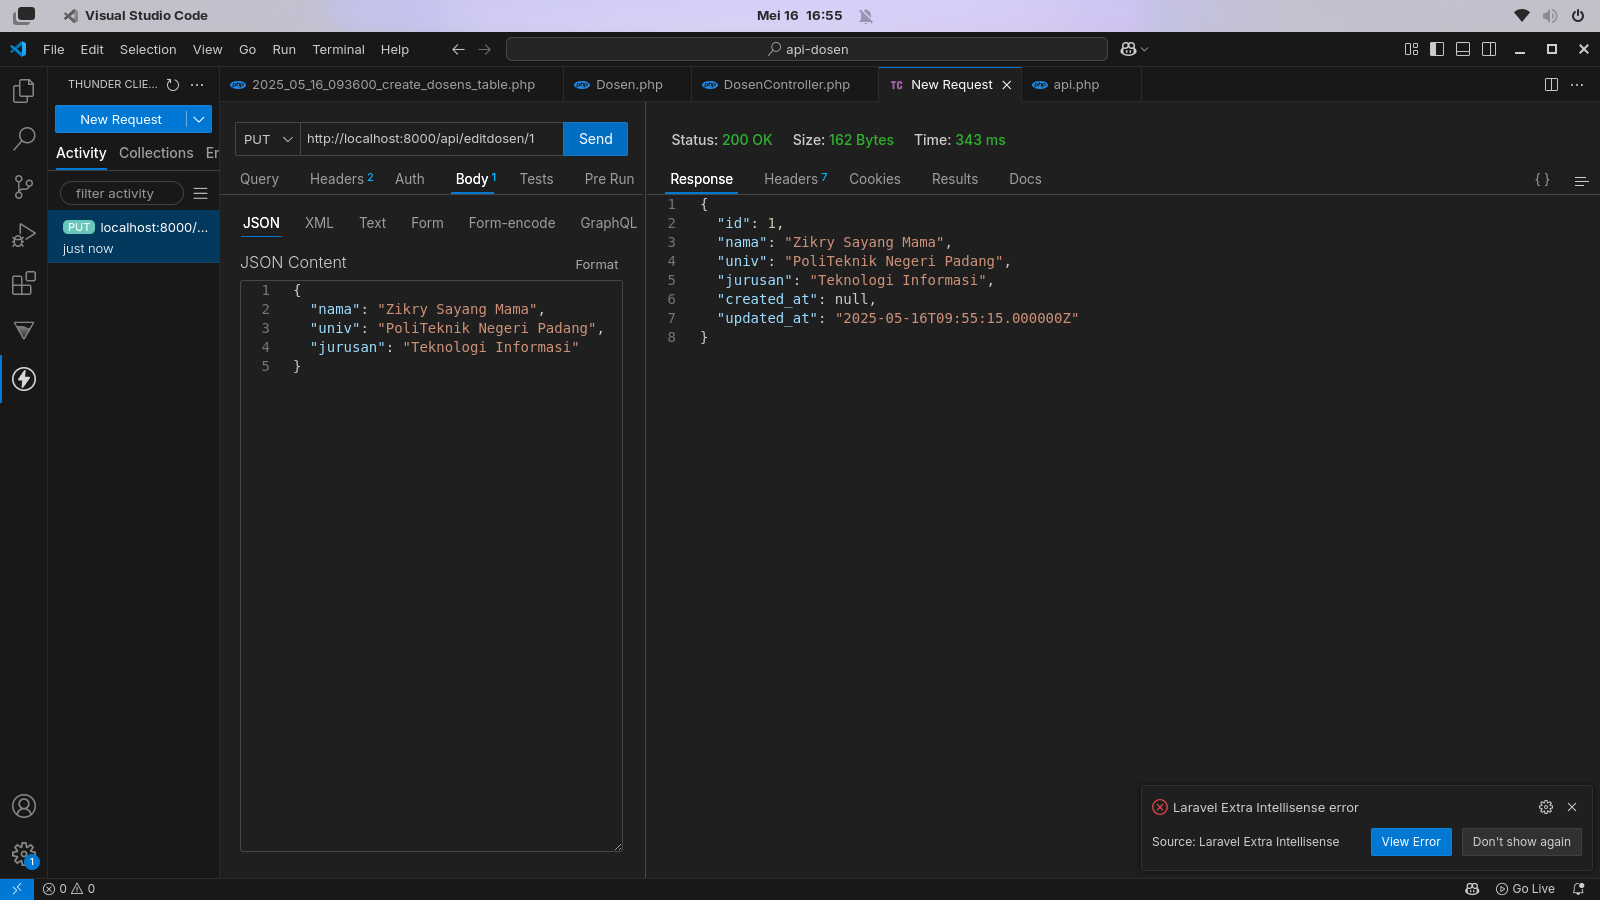 Visual Studio Code
Mei 16 16:55
File Edit Selection View Go Run Terminal Help
api-dosen
THUNDER CLIE...
2025_05_16_093600_create_dosens_table.php
Dosen.php
DosenController.php
TC New Request
api.php
New Request
Activity Collections Er
filter activity
PUT localhost:8000/...
just now
PUT http://localhost:8000/api/editdosen/1 Send
Query Headers 2 Auth Body 1 Tests Pre Run
JSON XML Text Form Form-encode GraphQL
JSON Content
Format
1 {
2 "nama": "Zikry Sayang Mama",
3 "univ": "PoliTeknik Negeri Padang",
4 "jurusan": "Teknologi Informasi"
5 }
Status: 200 OK Size: 162 Bytes Time: 343 ms
Response Headers 7 Cookies Results Docs
{ }
1 {
2 "id": 1,
3 "nama": "Zikry Sayang Mama",
4 "univ": "PoliTeknik Negeri Padang",
5 "jurusan": "Teknologi Informasi",
6 "created_at": null,
7 "updated_at": "2025-05-16T09:55:15.000000Z"
8 }
Laravel Extra Intellisense error
Source: Laravel Extra Intellisense
View Error
Don't show again
1
0 0
Go Live